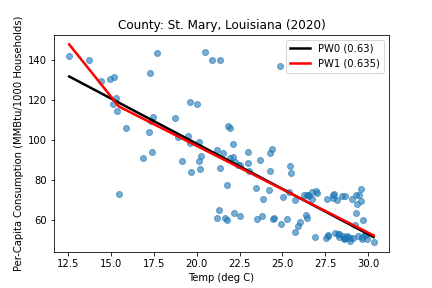 County: St. Mary, Louisiana (2020)
PW0 (0.63)
PW1 (0.635)
Per-Capita Consumption (MMBtu/1000 Households)
140
120
100
80
60
12.5 15.0 17.5 20.0 22.5 25.0 27.5 30.0
Temp (deg C)